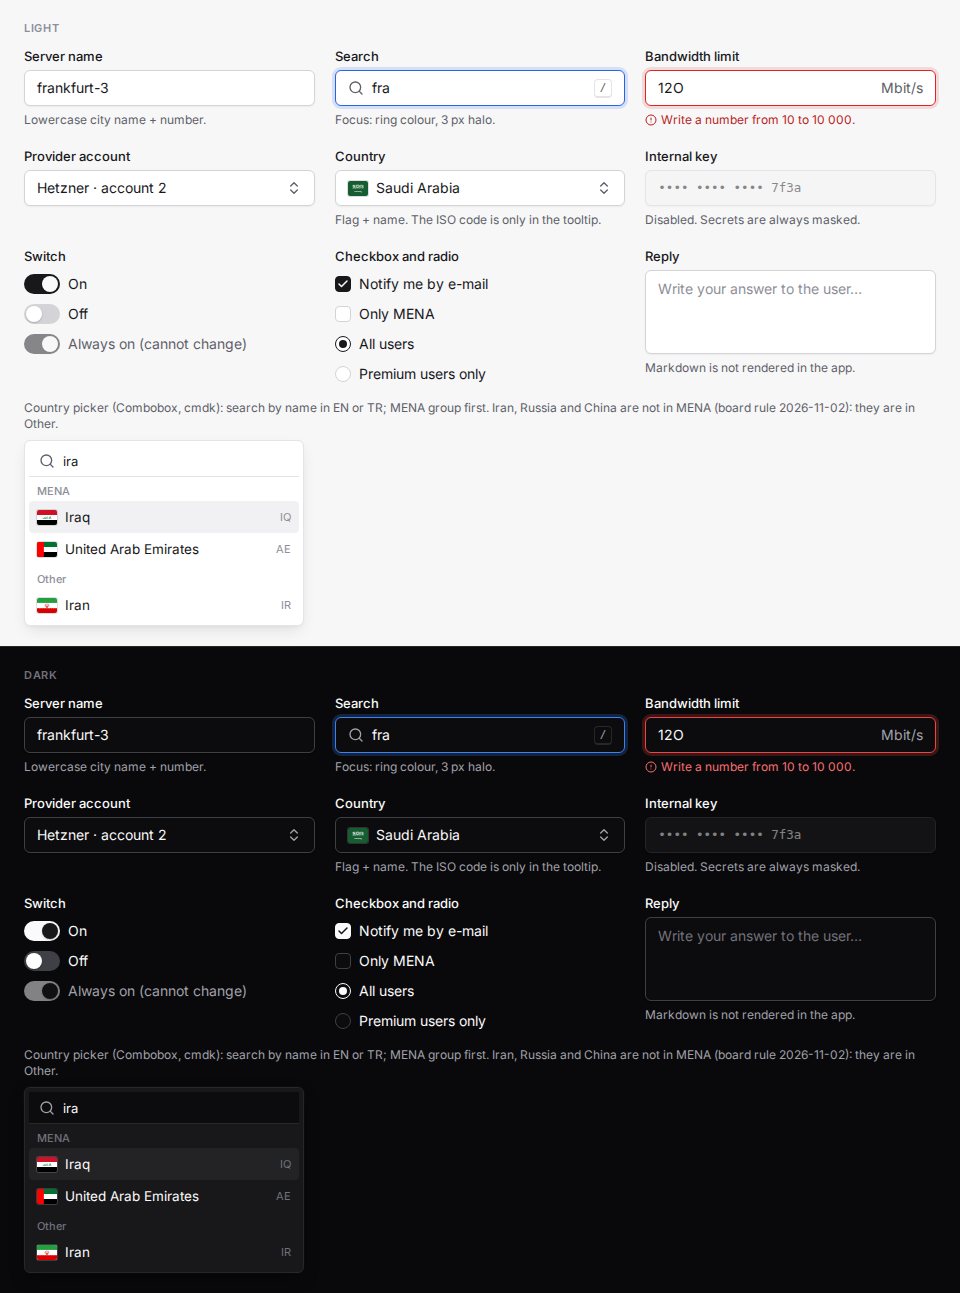 LIGHT
Server name
frankfurt-3
Lowercase city name + number.
Search
fra
/
Focus: ring colour, 3 px halo.
Bandwidth limit
12O
Mbit/s
Write a number from 10 to 10 000.
Provider account
Hetzner · account 2
Country
Saudi Arabia
Flag + name. The ISO code is only in the tooltip.
Internal key
•••• •••• •••• 7f3a
Disabled. Secrets are always masked.
Switch
On
Off
Always on (cannot change)
Checkbox and radio
Notify me by e-mail
Only MENA
All users
Premium users only
Reply
Write your answer to the user...
Markdown is not rendered in the app.
Country picker (Combobox, cmdk): search by name in EN or TR; MENA group first. Iran, Russia and China are not in MENA (board rule 2026-11-02): they are in
Other.
ira
MENA
Iraq IQ
United Arab Emirates AE
Other
Iran IR
DARK
Server name
frankfurt-3
Lowercase city name + number.
Search
fra
/
Focus: ring colour, 3 px halo.
Bandwidth limit
12O
Mbit/s
Write a number from 10 to 10 000.
Provider account
Hetzner · account 2
Country
Saudi Arabia
Flag + name. The ISO code is only in the tooltip.
Internal key
•••• •••• •••• 7f3a
Disabled. Secrets are always masked.
Switch
On
Off
Always on (cannot change)
Checkbox and radio
Notify me by e-mail
Only MENA
All users
Premium users only
Reply
Write your answer to the user...
Markdown is not rendered in the app.
Country picker (Combobox, cmdk): search by name in EN or TR; MENA group first. Iran, Russia and China are not in MENA (board rule 2026-11-02): they are in
Other.
ira
MENA
Iraq IQ
United Arab Emirates AE
Other
Iran IR